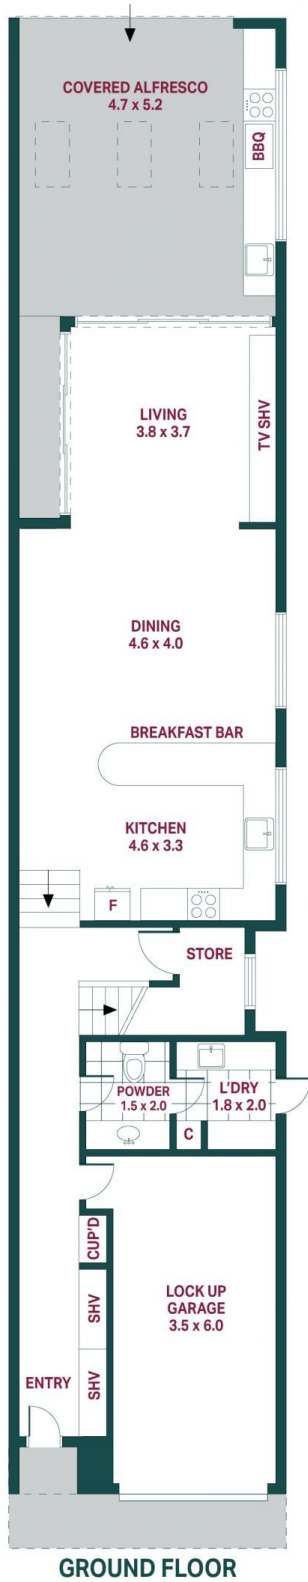 COVERED ALFRESCO
4.7 x 5.2
BBQ
LIVING
3.8 x 3.7
TV SHV
DINING
4.6 x 4.0
BREAKFAST BAR
KITCHEN
4.6 x 3.3
F
STORE
POWDER
1.5 x 2.0
L'DRY
1.8 x 2.0
C
CUP'D
SHV
LOCK UP
GARAGE
3.5 x 6.0
SHV
ENTRY
GROUND FLOOR